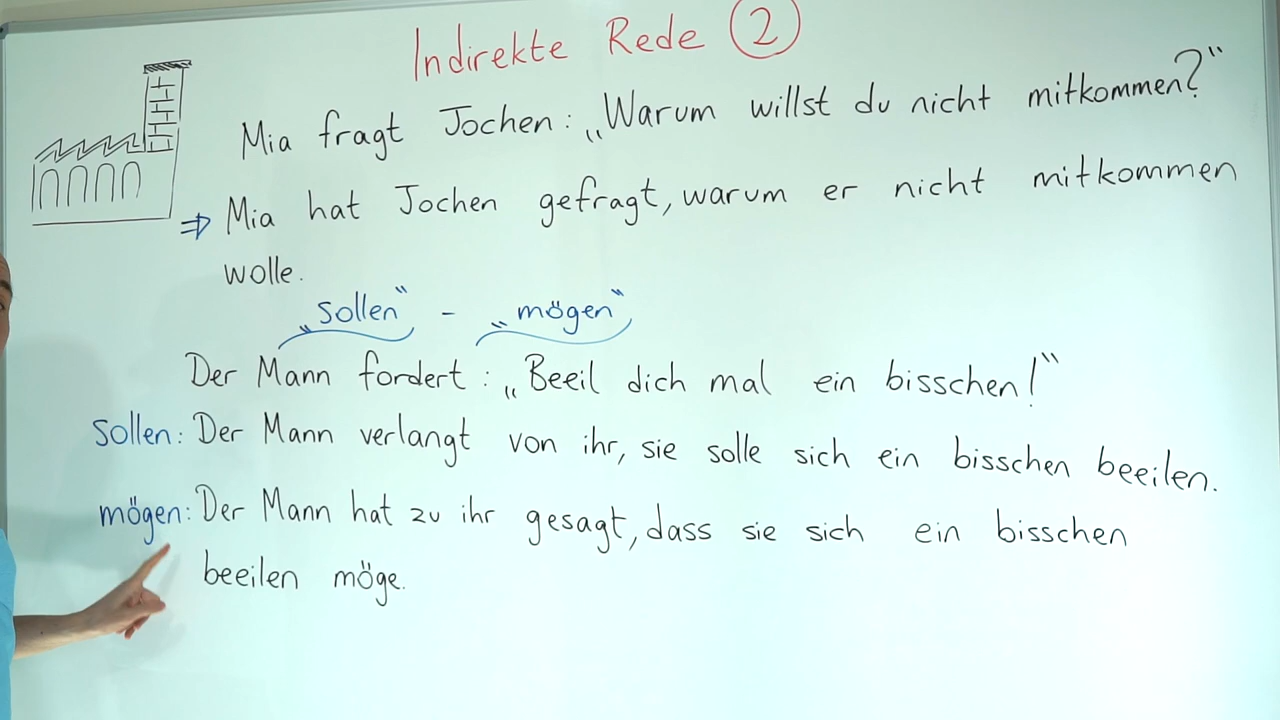 Indirekte Rede 2
Mia fragt Jochen: „Warum willst du nicht mitkommen?“
⇒ Mia hat Jochen gefragt, warum er nicht mitkommen
wolle.
„sollen“ - „mögen“
Der Mann fordert: „Beeil dich mal ein bisschen!“
sollen: Der Mann verlangt von ihr, sie solle sich ein bisschen beeilen.
mögen: Der Mann hat zu ihr gesagt, dass sie sich ein bisschen
beeilen möge.